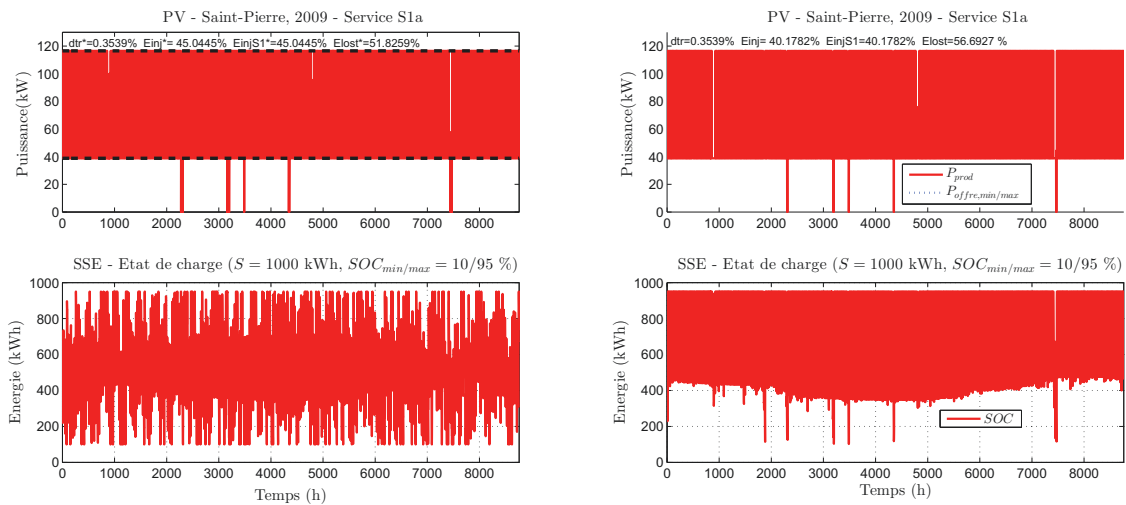 PV - Saint-Pierre, 2009 - Service S1a
dtr*=0.3539% Einj*= 45.0445% EinjS1*=45.0445% Elost*=51.8259%
Puissance(kW)
120
100
80
60
40
20
0
0 1000 2000 3000 4000 5000 6000 7000 8000
PV - Saint-Pierre, 2009 - Service S1a
dtr=0.3539% Einj= 40.1782% EinjS1=40.1782% Elost=56.6927 %
Puissance(kW)
120
100
80
60
40
20
0
P_prod
P_offre,min/max
0 1000 2000 3000 4000 5000 6000 7000 8000
SSE - Etat de charge (S = 1000 kWh, SOC_min/max = 10/95 %)
Energie (kWh)
1000
800
600
400
200
0
0 1000 2000 3000 4000 5000 6000 7000 8000
Temps (h)
SSE - Etat de charge (S = 1000 kWh, SOC_min/max = 10/95 %)
Energie (kWh)
1000
800
600
400
200
0
SOC
0 1000 2000 3000 4000 5000 6000 7000 8000
Temps (h)